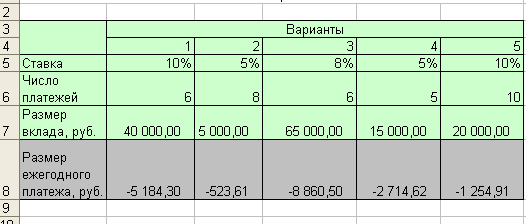 2
3 Варианты
4 1 2 3 4 5
5 Ставка 10% 5% 8% 5% 10%
Число
6 платежей 6 8 6 5 10
Размер
7 вклада, руб. 40 000,00 5 000,00 65 000,00 15 000,00 20 000,00
Размер
ежегодного
8 платежа, руб. -5 184,30 -523,61 -8 860,50 -2 714,62 -1 254,91
9